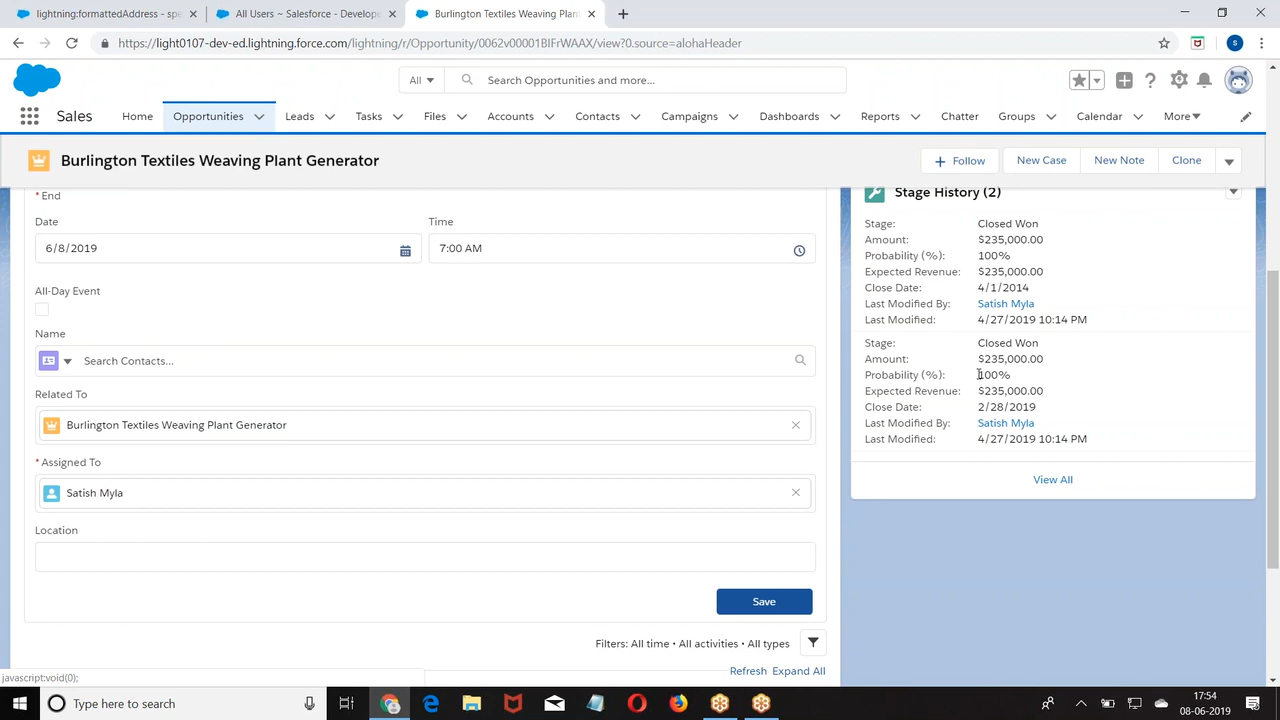 lightning:formattedAddress - spe
All Users ~ Salesforce - Develope
Burlington Textiles Weaving Plant
https://light0107-dev-ed.lightning.force.com/lightning/r/Opportunity/0062v00001BIFrWAAX/view?0.source=alohaHeader
S
All
Search Opportunities and more...
Sales
Home
Opportunities
Leads
Tasks
Files
Accounts
Contacts
Campaigns
Dashboards
Reports
Chatter
Groups
Calendar
More
Burlington Textiles Weaving Plant Generator
Follow
New Case
New Note
Clone
* End
Date
Time
6/8/2019
7:00 AM
All-Day Event
Name
Search Contacts...
Related To
Burlington Textiles Weaving Plant Generator
* Assigned To
Satish Myla
Location
Save
Filters: All time • All activities • All types
Refresh
Expand All
Stage History (2)
Stage: Closed Won
Amount: $235,000.00
Probability (%): 100%
Expected Revenue: $235,000.00
Close Date: 4/1/2014
Last Modified By: Satish Myla
Last Modified: 4/27/2019 10:14 PM
Stage: Closed Won
Amount: $235,000.00
Probability (%): 100%
Expected Revenue: $235,000.00
Close Date: 2/28/2019
Last Modified By: Satish Myla
Last Modified: 4/27/2019 10:14 PM
View All
javascript:void(0);
Type here to search
17:54
08-06-2019